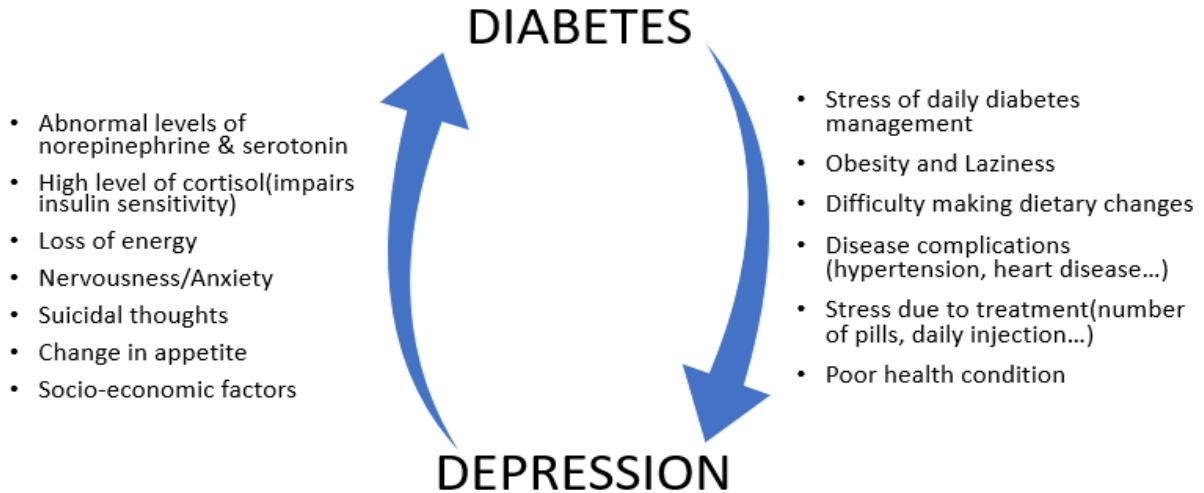 DIABETES
• Abnormal levels of
norepinephrine & serotonin
• High level of cortisol(impairs
insulin sensitivity)
• Loss of energy
• Nervousness/Anxiety
• Suicidal thoughts
• Change in appetite
• Socio-economic factors
• Stress of daily diabetes
management
• Obesity and Laziness
• Difficulty making dietary changes
• Disease complications
(hypertension, heart disease...)
• Stress due to treatment(number
of pills, daily injection...)
• Poor health condition
DEPRESSION